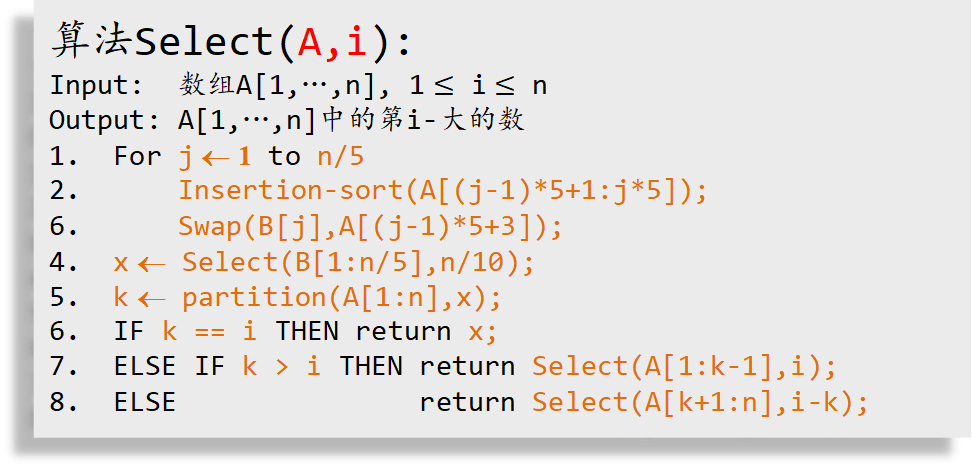 算法Select(A,i):
Input: 数组A[1,…,n], 1≤ i≤ n
Output: A[1,…,n]中的第i-大的数
1. For j←1 to n/5
2. Insertion-sort(A[(j-1)*5+1:j*5]);
6. Swap(B[j],A[(j-1)*5+3]);
4. x← Select(B[1:n/5],n/10);
5. k← partition(A[1:n],x);
6. IF k == i THEN return x;
7. ELSE IF k > i THEN return Select(A[1:k-1],i);
8. ELSE return Select(A[k+1:n],i-k);